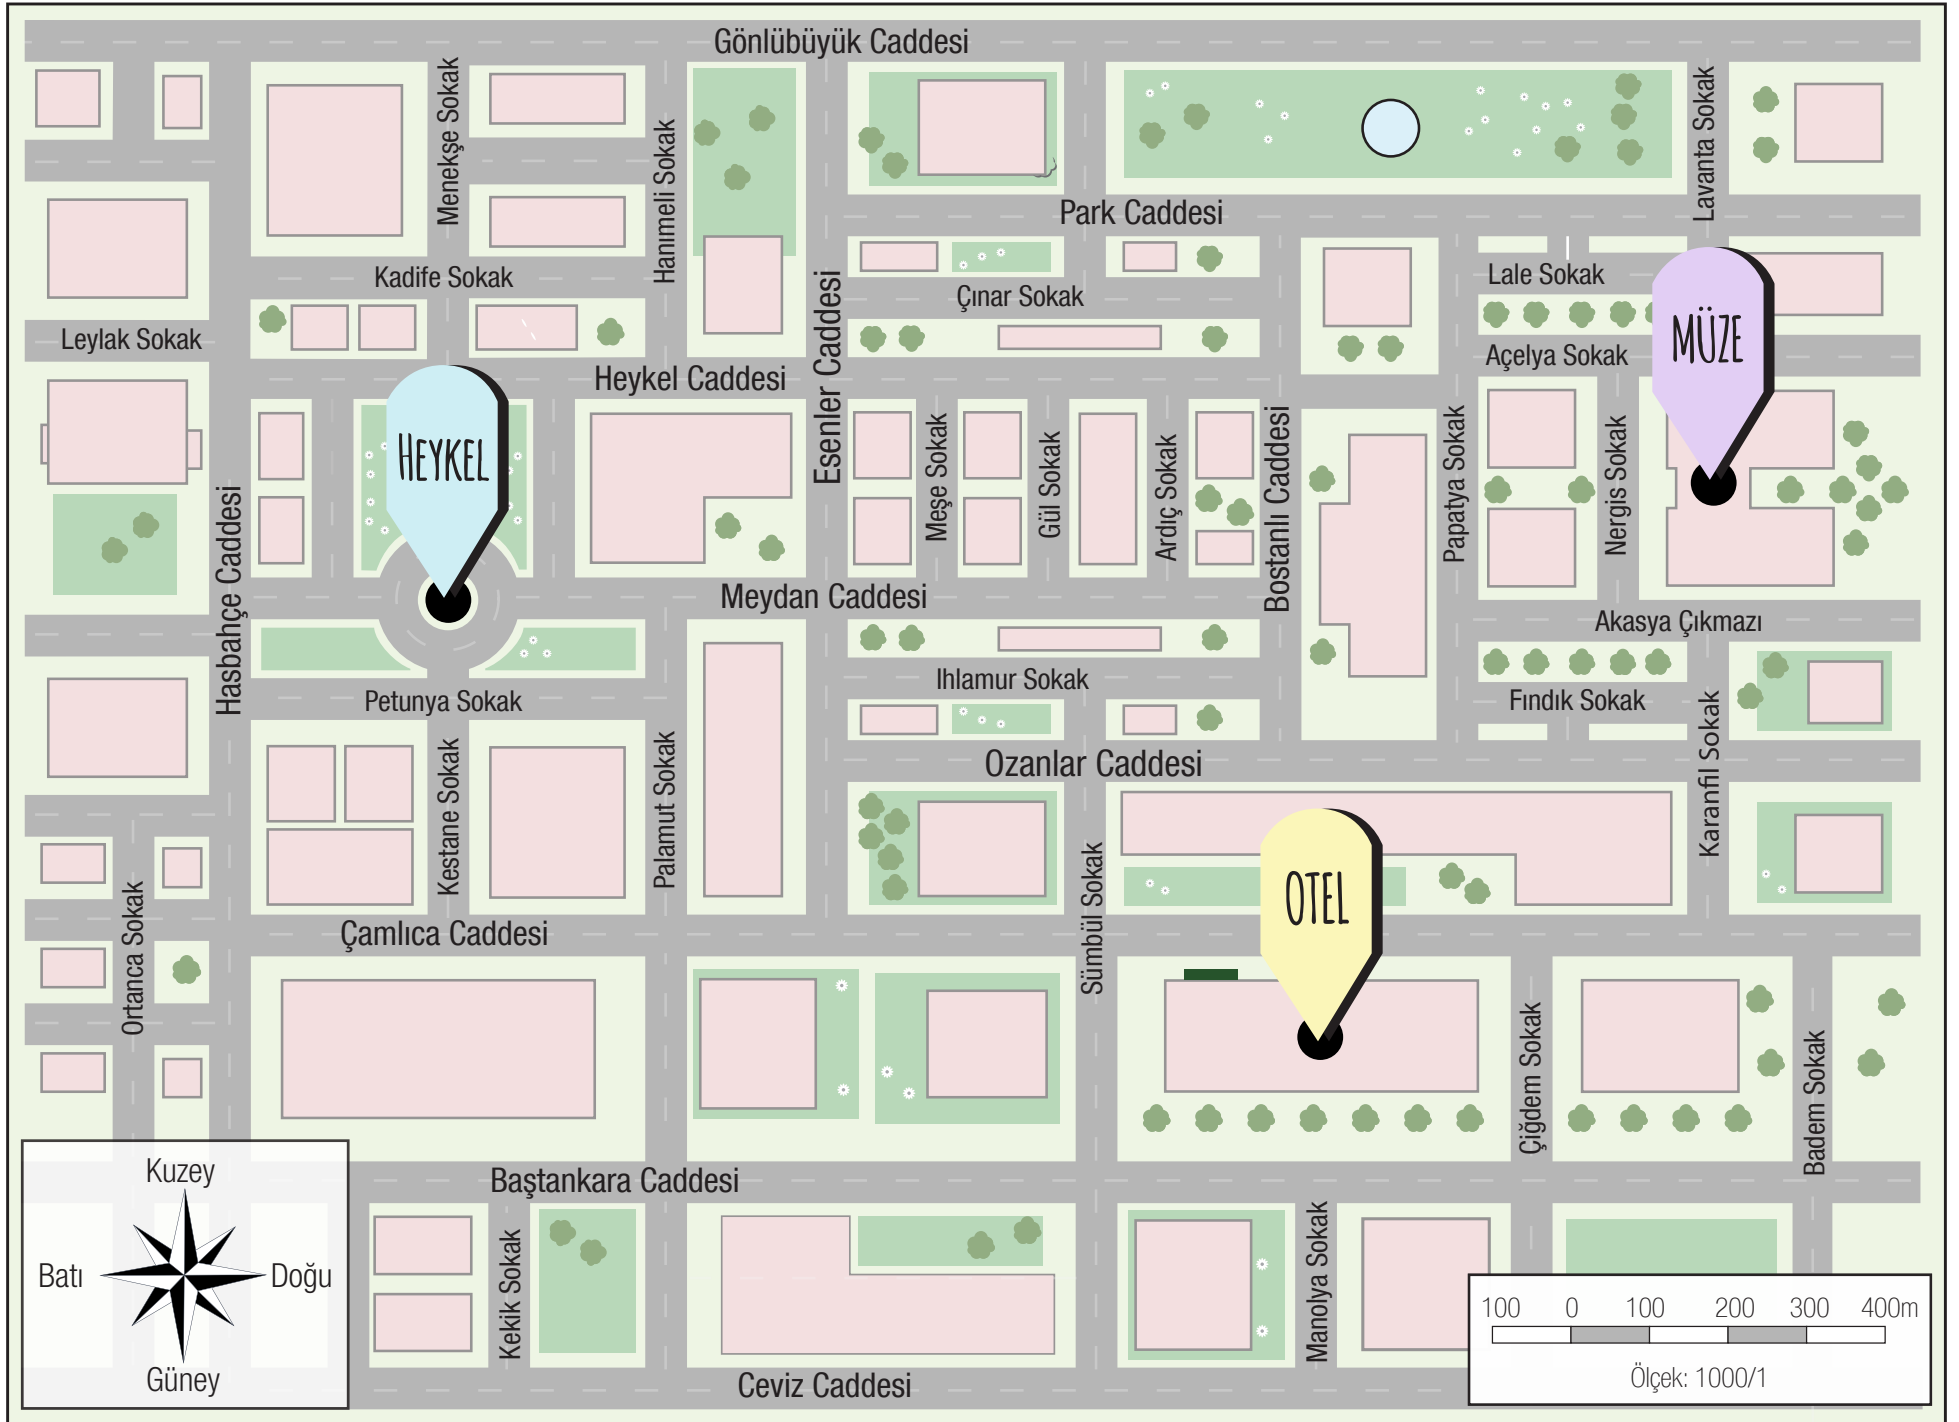 Gönlübüyük Caddesi
Menekşe Sokak
Hanımeli Sokak
Lavanta Sokak
Park Caddesi
Kadife Sokak
Çınar Sokak
Lale Sokak
Leylak Sokak
Açelya Sokak
MÜZE
Heykel Caddesi
Esenler Caddesi
HEYKEL
Meşe Sokak
Gül Sokak
Ardıç Sokak
Bostanlı Caddesi
Papatya Sokak
Nergis Sokak
Hasbahçe Caddesi
Meydan Caddesi
Akasya Çıkmazı
Ihlamur Sokak
Petunya Sokak
Fındık Sokak
Karanfil Sokak
Ozanlar Caddesi
Kestane Sokak
Palamut Sokak
Sümbül Sokak
OTEL
Ortanca Sokak
Çamlıca Caddesi
Çiğdem Sokak
Badem Sokak
Baştankara Caddesi
Kekik Sokak
Manolya Sokak
Ceviz Caddesi
Kuzey
Batı
Doğu
Güney
100 0 100 200 300 400m
Ölçek: 1000/1